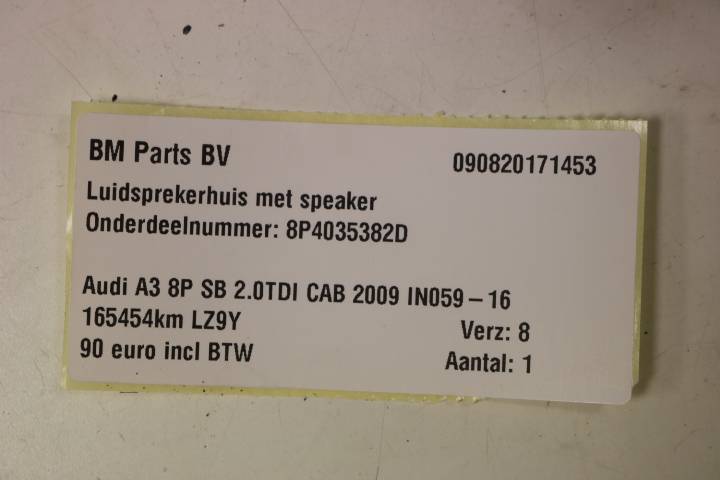 BM Parts BV 090820171453
Luidsprekerhuis met speaker
Onderdeelnummer: 8P4035382D
Audi A3 8P SB 2.0TDI CAB 2009 IN059-16
165454km LZ9Y Verz: 8
90 euro incl BTW Aantal: 1